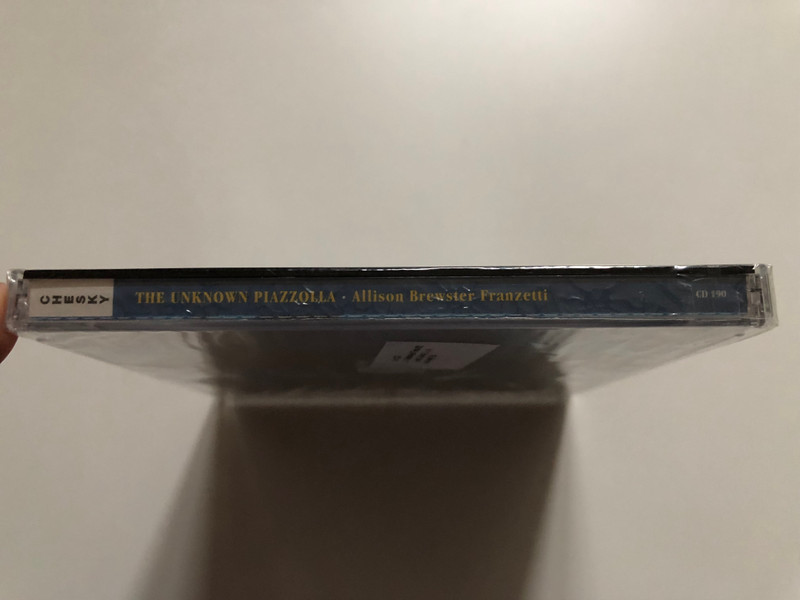 CHESKY
THE UNKNOWN PIAZZOLLA · Allison Brewster Franzetti
CD 190